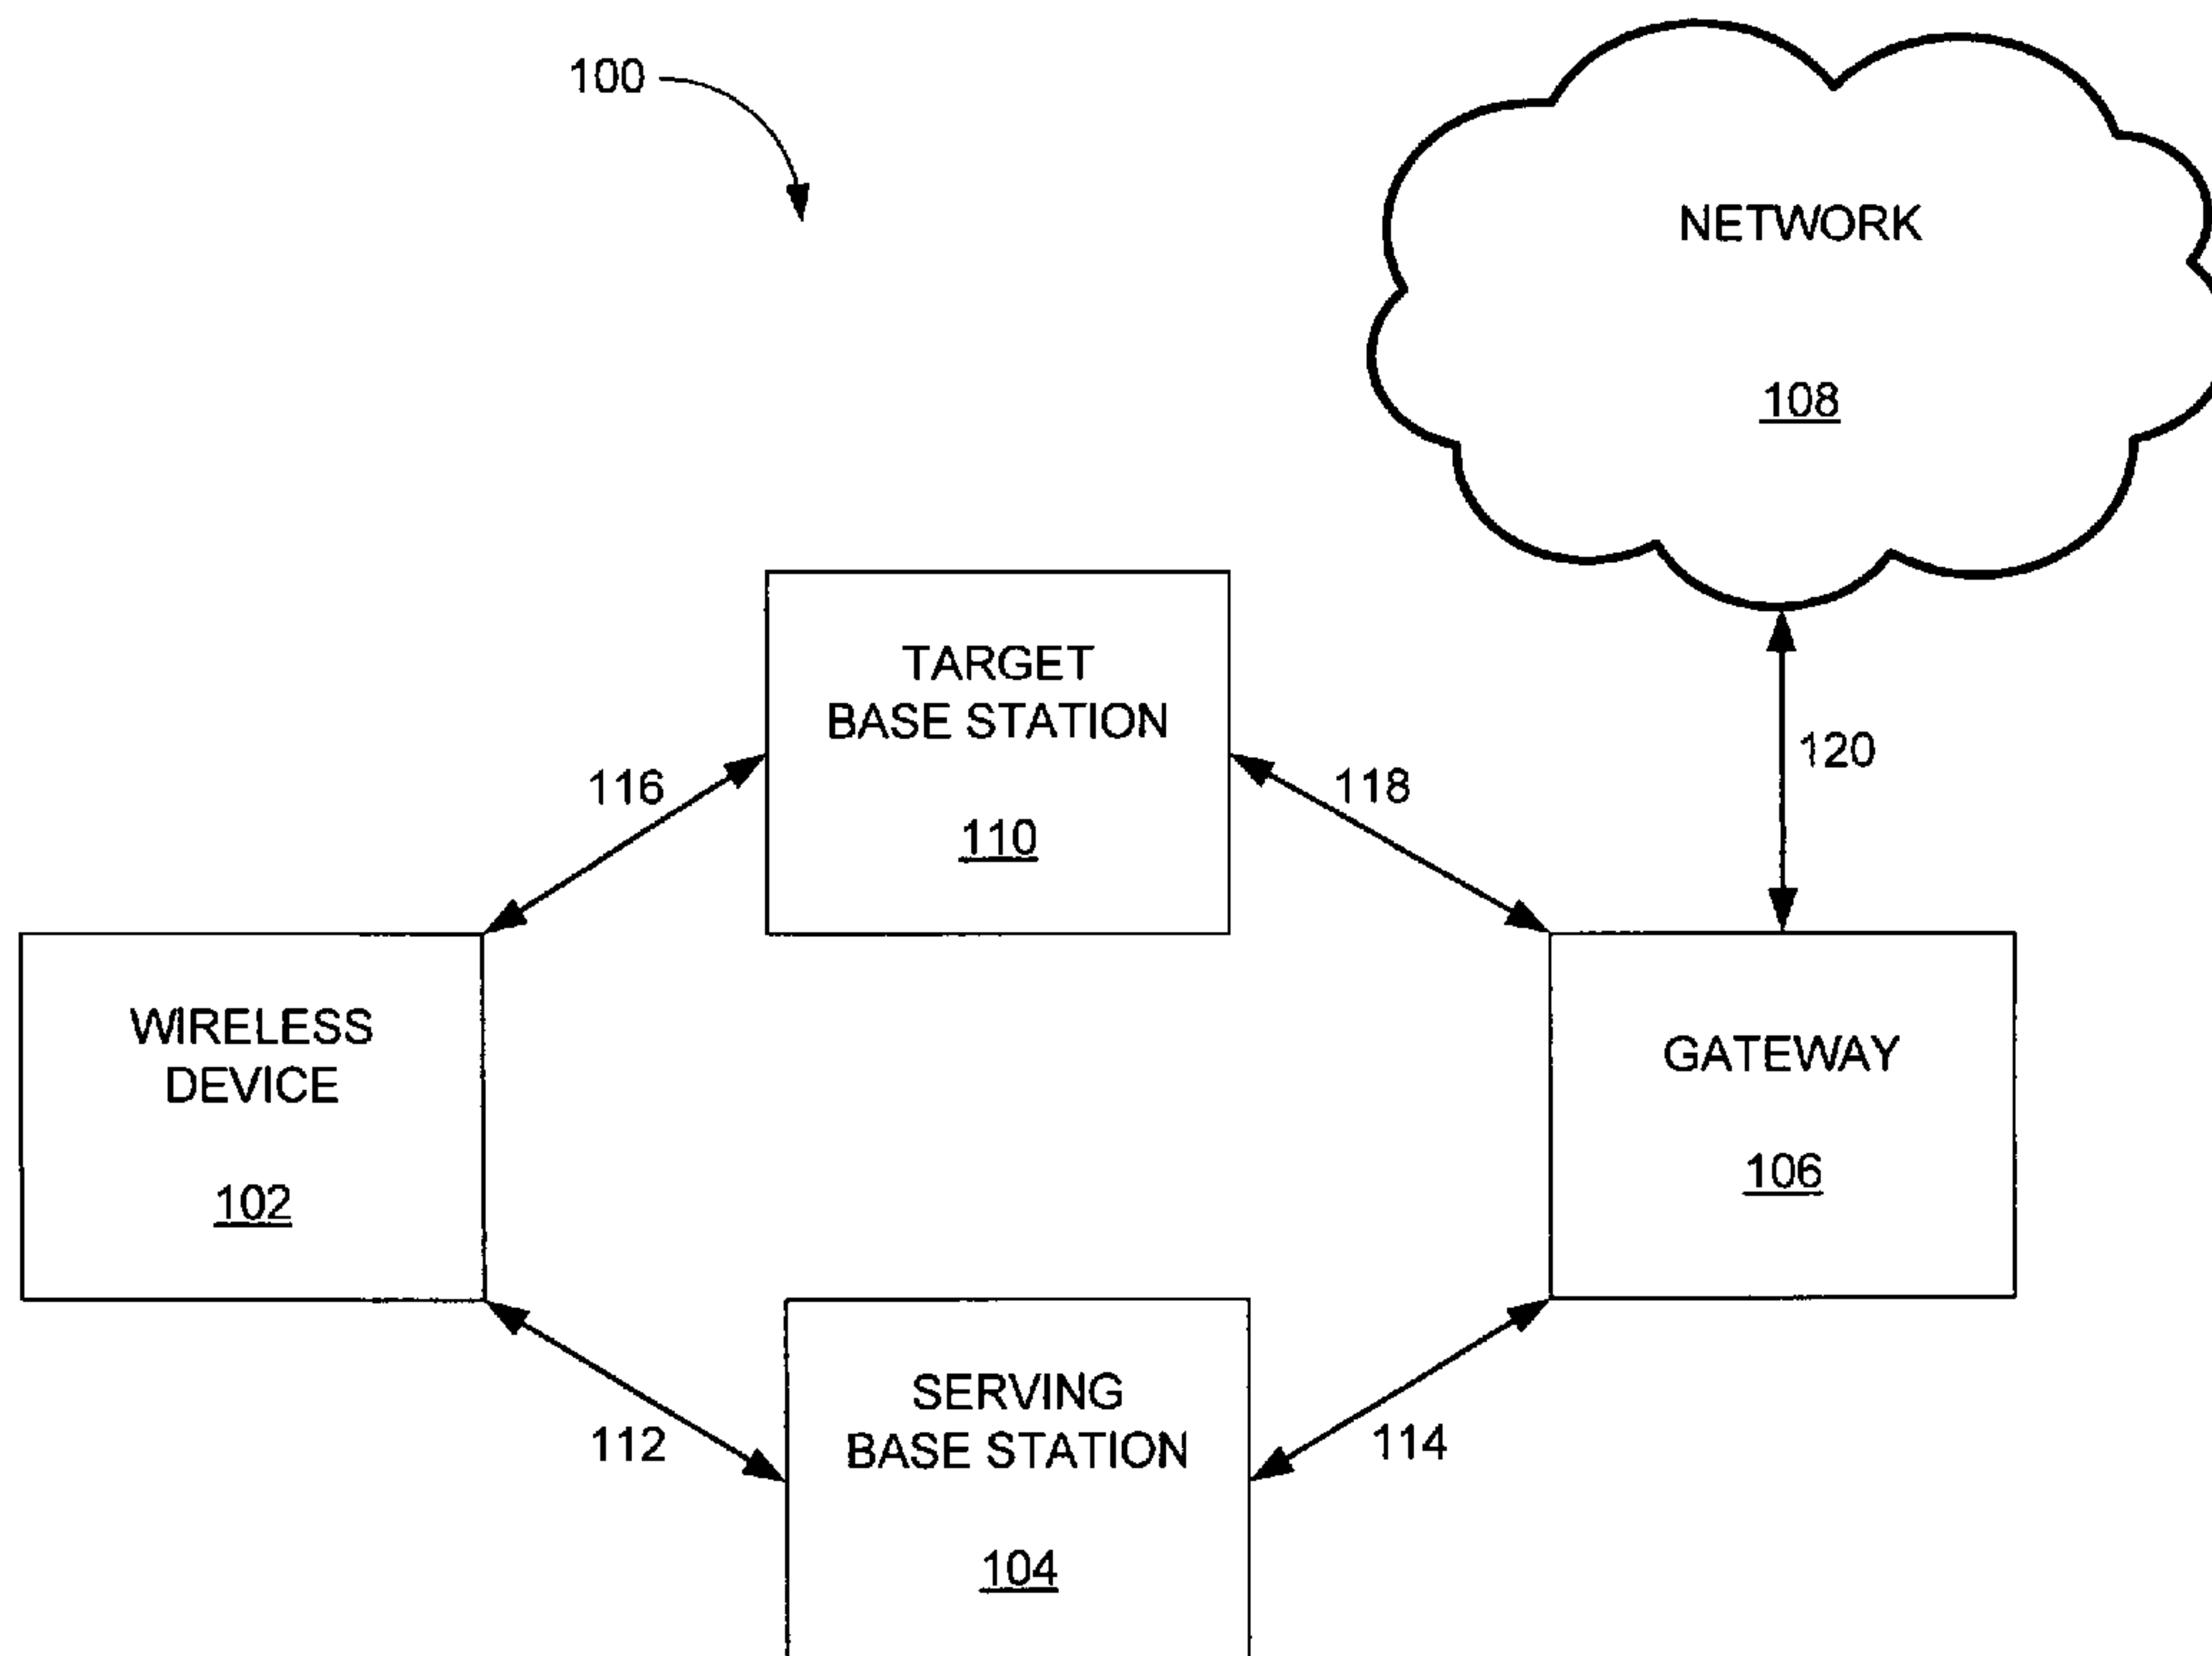 100
NETWORK
108
TARGET
BASE STATION
110
116
118
120
WIRELESS
DEVICE
102
GATEWAY
106
SERVING
BASE STATION
104
112
114